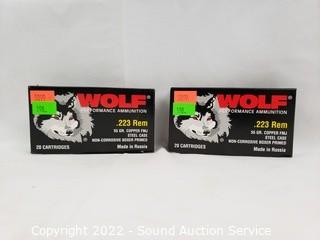 WOLF
PERFORMANCE AMMUNITION
.223 Rem
55 GR. COPPER FMJ
STEEL CASE
NON-CORROSIVE BOXER PRIMED
20 CARTRIDGES
Made in Russia
WOLF
PERFORMANCE AMMUNITION
.223 Rem
55 GR. COPPER FMJ
STEEL CASE
NON-CORROSIVE BOXER PRIMED
20 CARTRIDGES
Made in Russia
Copyright 2022 - Sound Auction Service